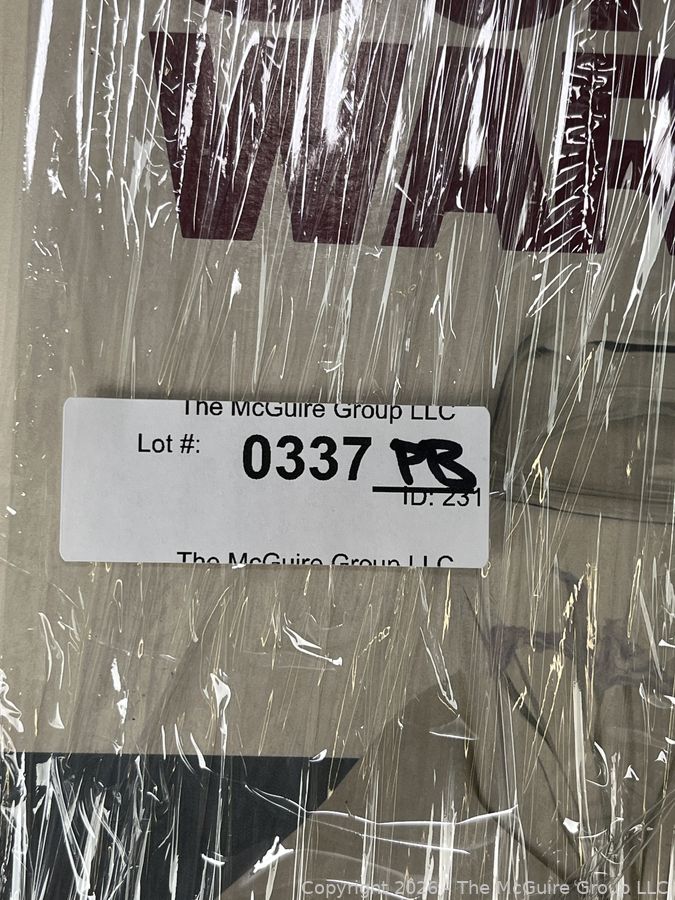 WAR
The McGuire Group LLC
Lot #: 0337 PB
ID: 231
The McGuire Group LLC
Copyright 2026 - The McGuire Group LLC